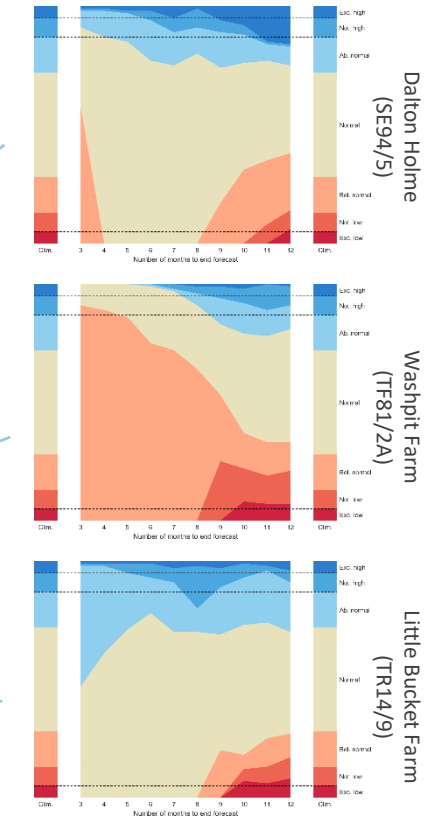 Exc. high
Not. high
Ab. normal
Normal
Bel. normal
Not. low
Exc. low
Clim.
3
4
5
6
7
8
9
10
11
12
Clim.
Number of months to end forecast
Dalton Holme
(SE94/5)
Exc. high
Not. high
Ab. normal
Normal
Bel. normal
Not. low
Exc. low
Clim.
3
4
5
6
7
8
9
10
11
12
Clim.
Number of months to end forecast
Washpit Farm
(TF81/2A)
Exc. high
Not. high
Ab. normal
Normal
Bel. normal
Not. low
Exc. low
Clim.
3
4
5
6
7
8
9
10
11
12
Clim.
Number of months to end forecast
Little Bucket Farm
(TR14/9)